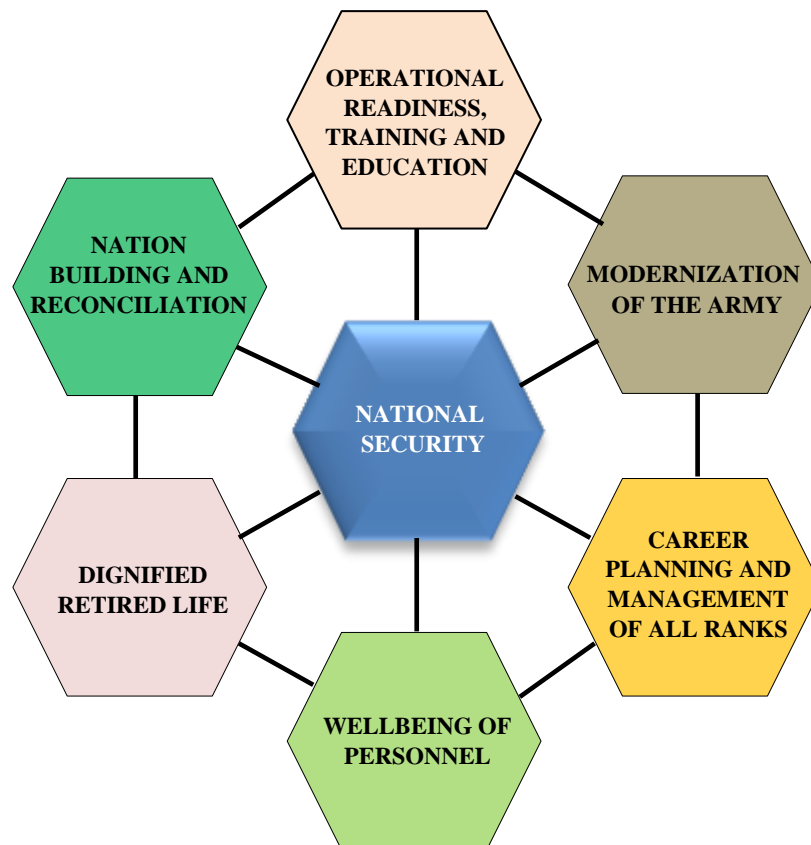 OPERATIONAL
READINESS,
TRAINING AND
EDUCATION
NATION
BUILDING AND
RECONCILIATION
MODERNIZATION
OF THE ARMY
NATIONAL
SECURITY
DIGNIFIED
RETIRED LIFE
CAREER
PLANNING AND
MANAGEMENT
OF ALL RANKS
WELLBEING OF
PERSONNEL